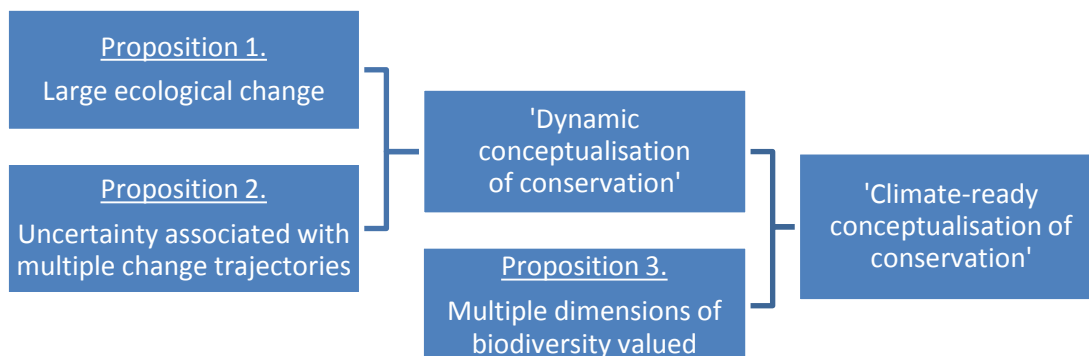 Proposition 1.
Large ecological change
Proposition 2.
Uncertainty associated with
multiple change trajectories
'Dynamic
conceptualisation
of conservation'
Proposition 3.
Multiple dimensions of
biodiversity valued
'Climate-ready
conceptualisation of
conservation'